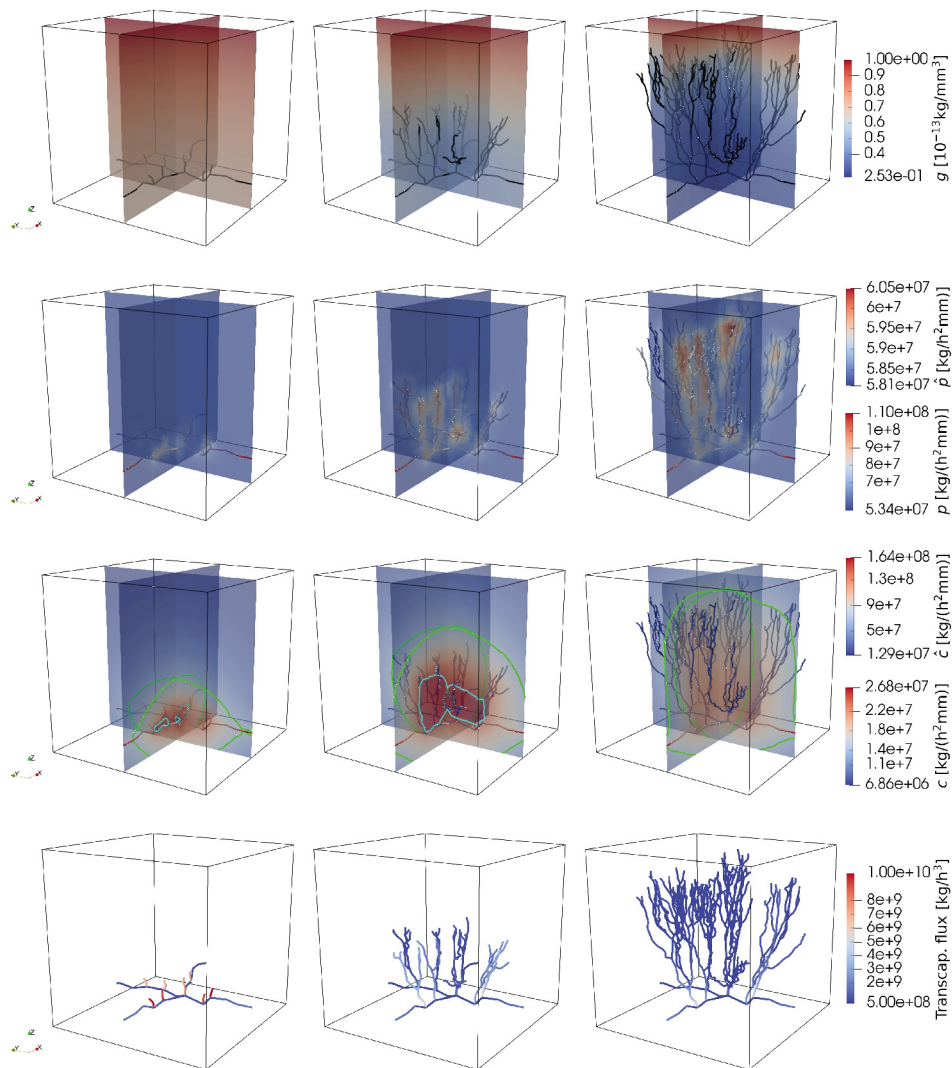 1.00e+00
0.9
0.8
0.7
0.6
0.5
0.4
2.53e-01
g [10⁻¹³kg/mm³]
Z
Y
X
6.05e+07
6e+7
5.95e+7
5.9e+7
5.85e+7
5.81e+07
p̂ [kg/h²mm)]
1.10e+08
1e+8
9e+7
8e+7
7e+7
5.34e+07
p [kg/(h²mm)]
Z
Y
X
1.64e+08
1.3e+8
9e+7
5e+7
1.29e+07
ĉ [kg/(h²mm)]
2.68e+07
2.2e+7
1.8e+7
1.4e+7
1.1e+7
6.86e+06
c [kg/(h²mm)]
Z
Y
X
1.00e+10
8e+9
7e+9
6e+9
5e+9
4e+9
3e+9
2e+9
5.00e+08
Transcap. flux [kg/h³]
Z
Y
X